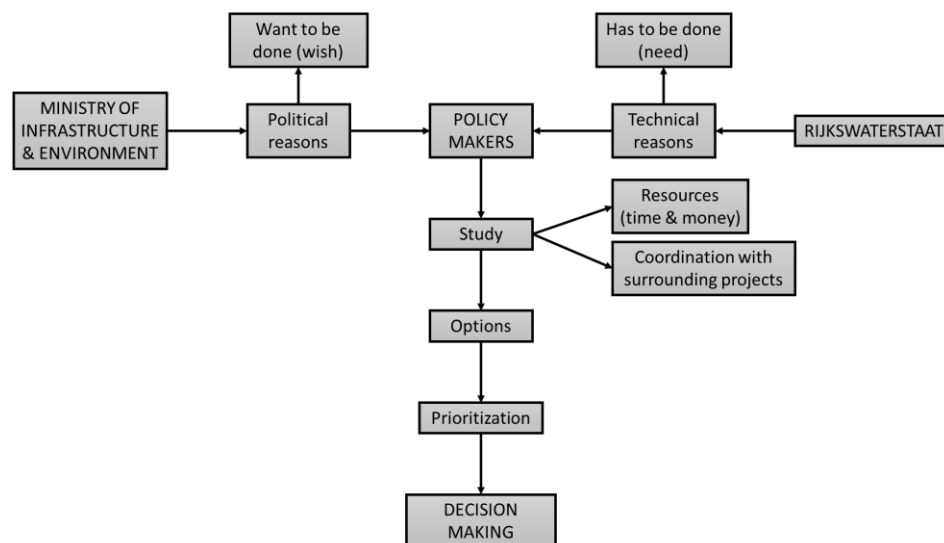 Want to be
done (wish)
Has to be done
(need)
MINISTRY OF
INFRASTRUCTURE
& ENVIRONMENT
Political
reasons
POLICY
MAKERS
Technical
reasons
RIJKSWATERSTAAT
Study
Resources
(time & money)
Coordination with
surrounding projects
Options
Prioritization
DECISION
MAKING